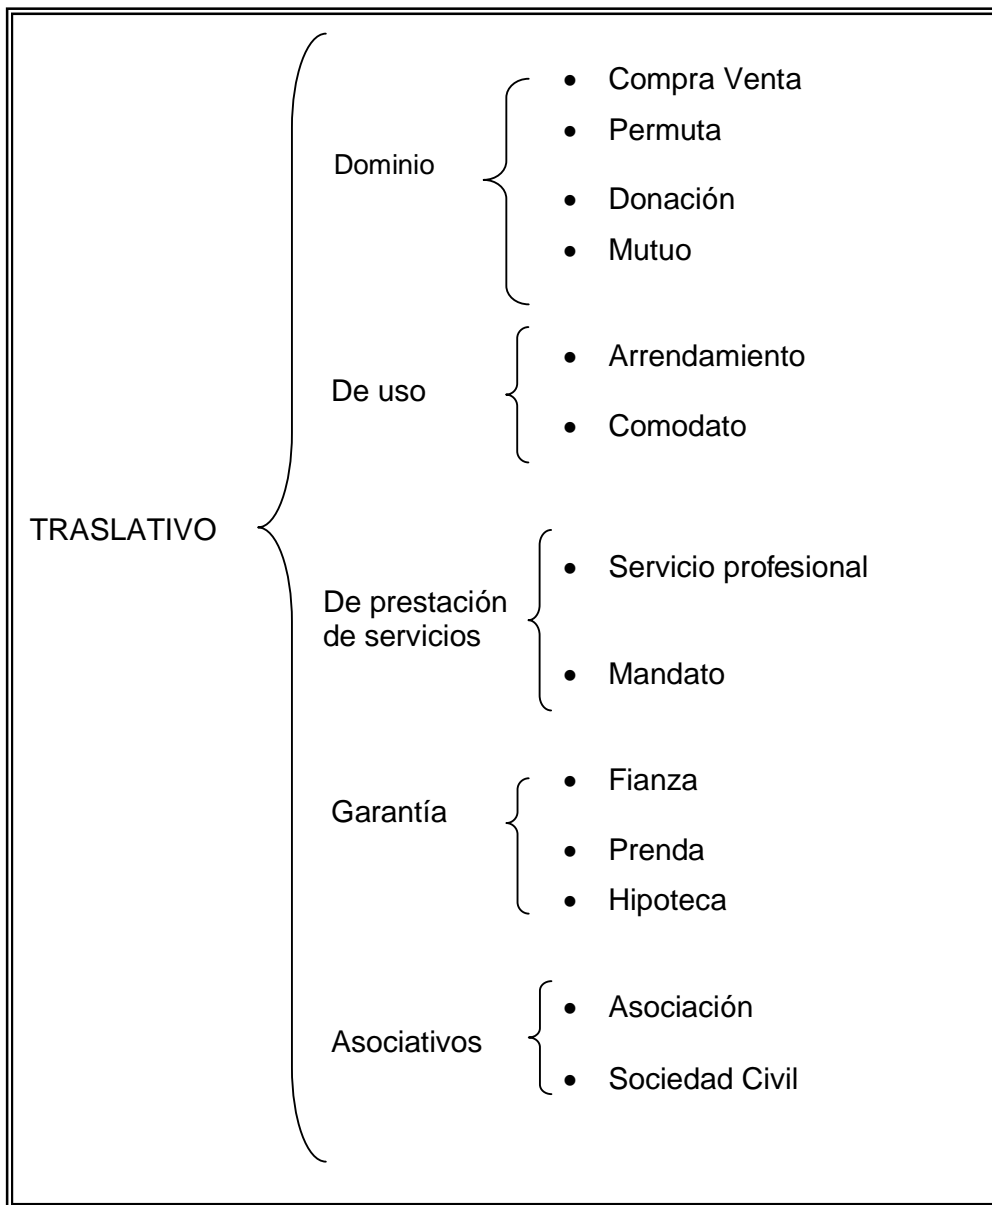 TRASLATIVO
Dominio
• Compra Venta
• Permuta
• Donación
• Mutuo
De uso
• Arrendamiento
• Comodato
De prestación
de servicios
• Servicio profesional
• Mandato
Garantía
• Fianza
• Prenda
• Hipoteca
Asociativos
• Asociación
• Sociedad Civil